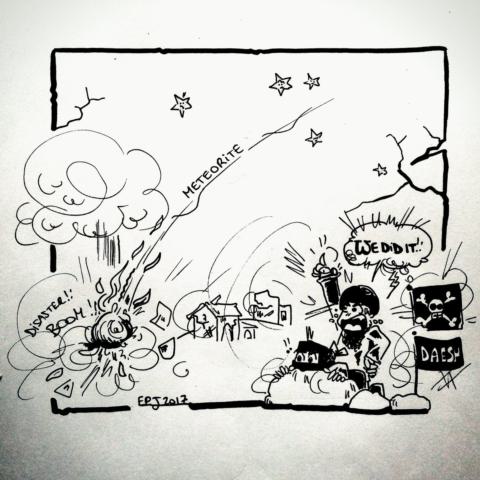 METEORITE
WE DID IT!!
DISASTER!!
BOOM!!
DAESH
EPJ 2017